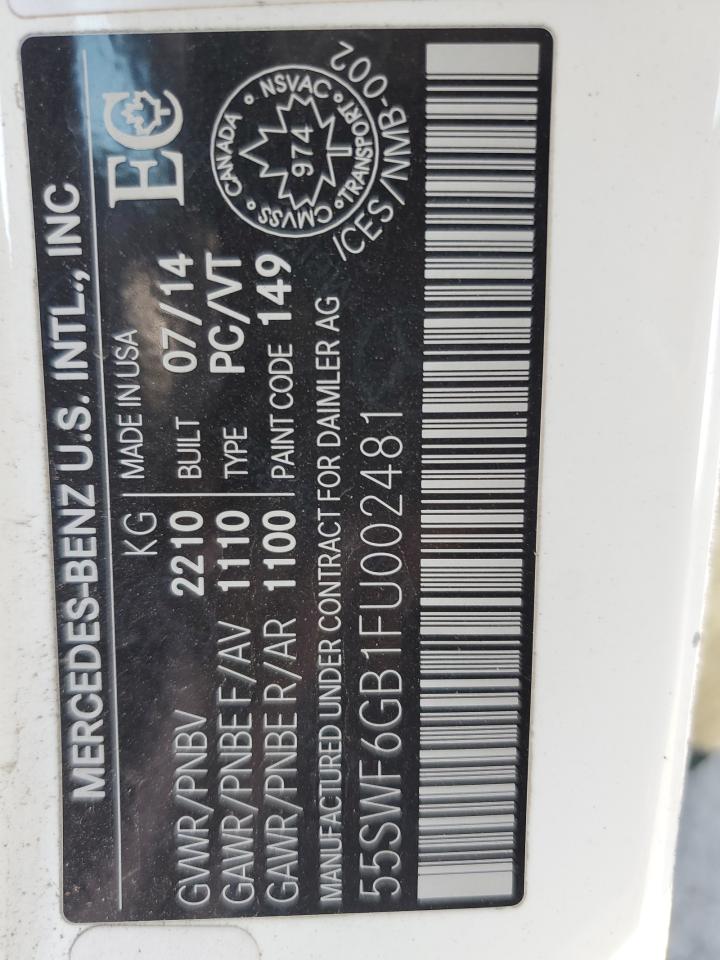 MERCEDES-BENZ U.S. INTL., INC
KG MADE IN USA
GVWR/PNBV 2210 BUILT 07/14
GAWR/PNBE F/AV 1110 TYPE PC/VT
GAWR/PNBE R/AR 1100 PAINT CODE 149
MANUFACTURED UNDER CONTRACT FOR DAIMLER AG
55SWF6GB1FU002481
EC
CANADA • NSVAC
974
CMVSS • TRANSPORT
/CES/NMB-002